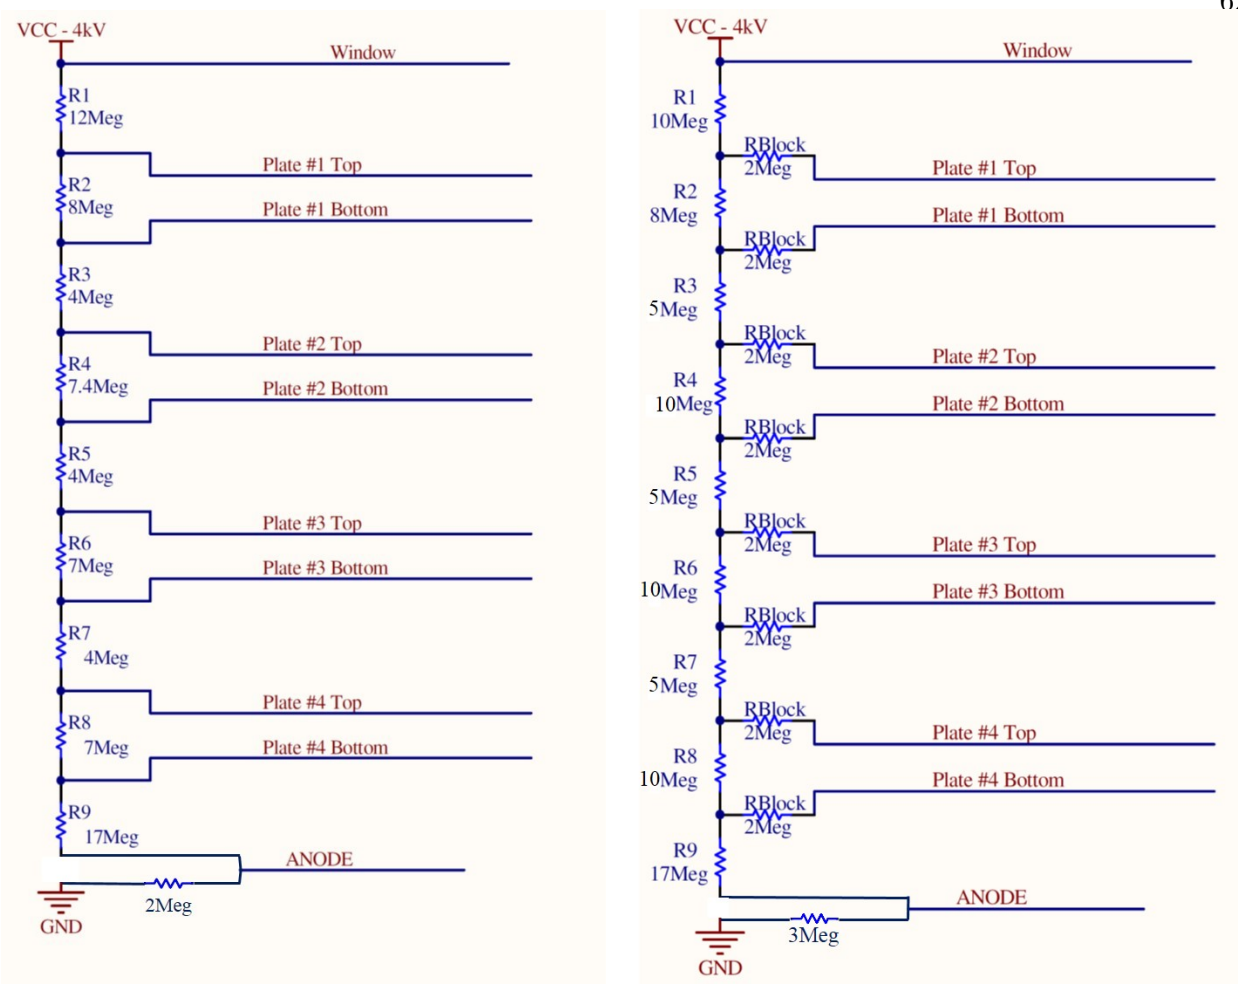 VCC - 4kV
Window
R1
12Meg
Plate #1 Top
R2
8Meg
Plate #1 Bottom
R3
4Meg
Plate #2 Top
R4
7.4Meg
Plate #2 Bottom
R5
4Meg
Plate #3 Top
R6
7Meg
Plate #3 Bottom
R7
4Meg
Plate #4 Top
R8
7Meg
Plate #4 Bottom
R9
17Meg
ANODE
2Meg
GND
VCC - 4kV
Window
R1
10Meg
RBlock
2Meg
Plate #1 Top
R2
8Meg
Plate #1 Bottom
RBlock
2Meg
R3
5Meg
RBlock
2Meg
Plate #2 Top
R4
10Meg
Plate #2 Bottom
RBlock
2Meg
R5
5Meg
RBlock
2Meg
Plate #3 Top
R6
10Meg
Plate #3 Bottom
RBlock
2Meg
R7
5Meg
RBlock
2Meg
Plate #4 Top
R8
10Meg
Plate #4 Bottom
RBlock
2Meg
R9
17Meg
ANODE
3Meg
GND